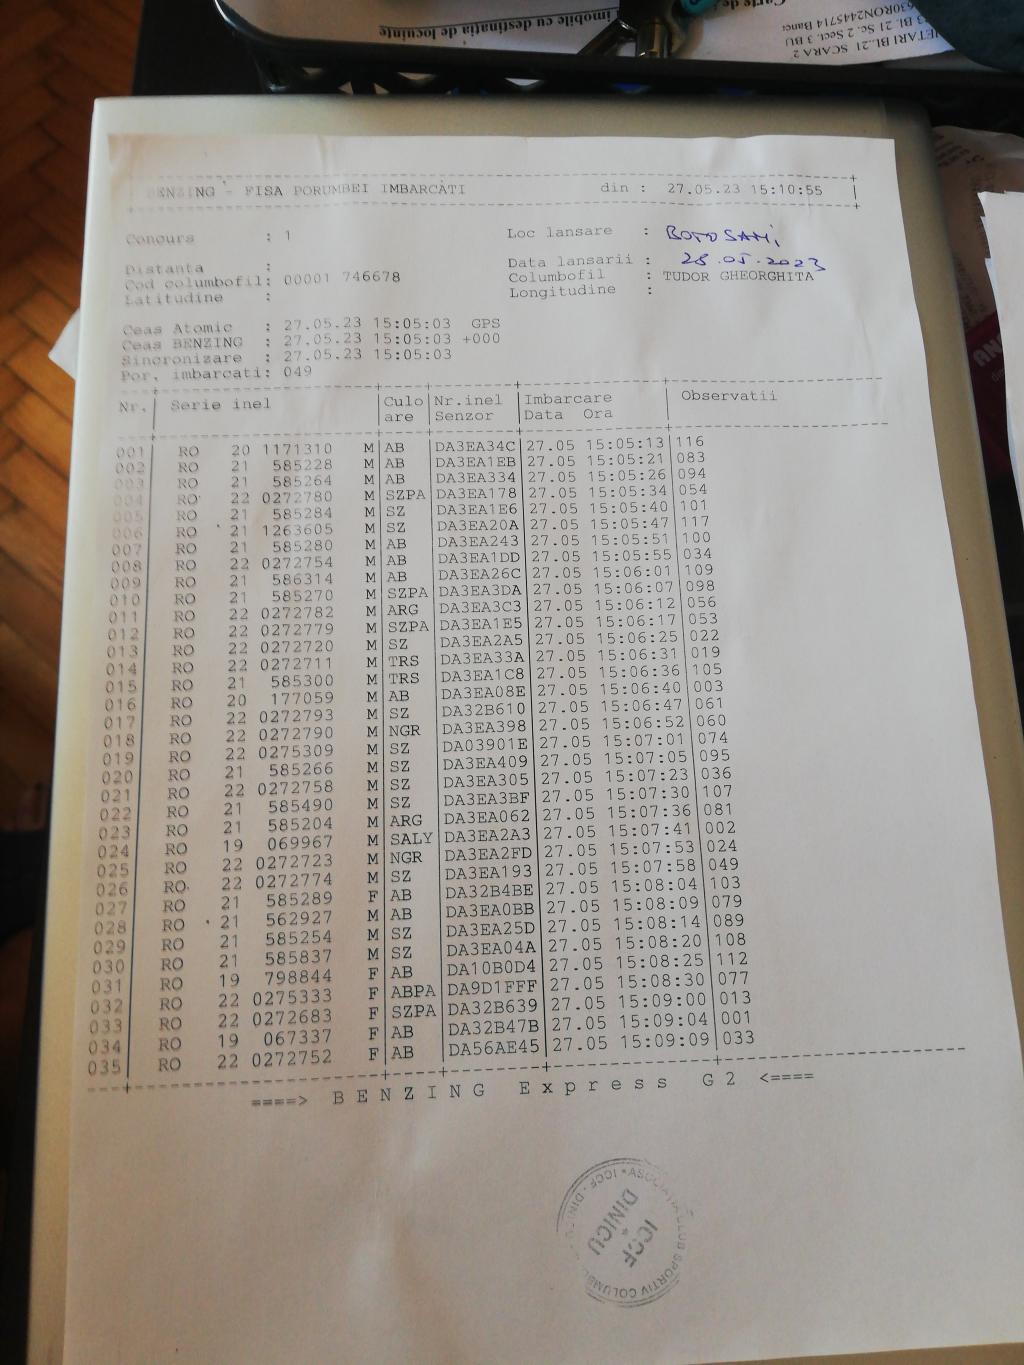 imobile cu destinația de locuințe
BENZING - FISA PORUMBEI IMBARCATI din : 27.05.23 15:10:55
Concurs : 1 Loc lansare : BOTOSANI,
Distanta : Data lansarii : 28.05.2023
Cod columbofil: 00001 746678 Columbofil : TUDOR GHEORGHITA
Latitudine : Longitudine :
Ceas Atomic : 27.05.23 15:05:03 GPS
Ceas BENZING : 27.05.23 15:05:03 +000
Sincronizare : 27.05.23 15:05:03
Por. imbarcati: 049
Nr. Serie inel Culo Nr.inel Imbarcare Observatii
are Senzor Data Ora
001 RO 20 1171310 M AB DA3EA34C 27.05 15:05:13 116
002 RO 21 585228 M AB DA3EA1EB 27.05 15:05:21 083
003 RO 21 585264 M AB DA3EA334 27.05 15:05:26 094
004 RO 22 0272780 M SZPA DA3EA178 27.05 15:05:34 054
005 RO 21 585284 M SZ DA3EA1E6 27.05 15:05:40 101
006 RO 21 1263605 M SZ DA3EA20A 27.05 15:05:47 117
007 RO 21 585280 M AB DA3EA243 27.05 15:05:51 100
008 RO 22 0272754 M AB DA3EA1DD 27.05 15:05:55 034
009 RO 21 586314 M AB DA3EA26C 27.05 15:06:01 109
010 RO 21 585270 M SZPA DA3EA3DA 27.05 15:06:07 098
011 RO 22 0272782 M ARG DA3EA3C3 27.05 15:06:12 056
012 RO 22 0272779 M SZPA DA3EA1E5 27.05 15:06:17 053
013 RO 22 0272720 M SZ DA3EA2A5 27.05 15:06:25 022
014 RO 22 0272711 M TRS DA3EA33A 27.05 15:06:31 019
015 RO 21 585300 M TRS DA3EA1C8 27.05 15:06:36 105
016 RO 20 177059 M AB DA3EA08E 27.05 15:06:40 003
017 RO 22 0272793 M SZ DA32B610 27.05 15:06:47 061
018 RO 22 0272790 M NGR DA3EA398 27.05 15:06:52 060
019 RO 22 0275309 M SZ DA03901E 27.05 15:07:01 074
020 RO 21 585266 M SZ DA3EA409 27.05 15:07:05 095
021 RO 22 0272758 M SZ DA3EA305 27.05 15:07:23 036
022 RO 21 585490 M SZ DA3EA3BF 27.05 15:07:30 107
023 RO 21 585204 M ARG DA3EA062 27.05 15:07:36 081
024 RO 19 069967 M SALY DA3EA2A3 27.05 15:07:41 002
025 RO 22 0272723 M NGR DA3EA2FD 27.05 15:07:53 024
026 RO 22 0272774 M SZ DA3EA193 27.05 15:07:58 049
027 RO 21 585289 F AB DA32B4BE 27.05 15:08:04 103
028 RO 21 562927 M AB DA3EA0BB 27.05 15:08:09 079
029 RO 21 585254 M SZ DA3EA25D 27.05 15:08:14 089
030 RO 21 585837 M SZ DA3EA04A 27.05 15:08:20 108
031 RO 19 798844 F AB DA10B0D4 27.05 15:08:25 112
032 RO 22 0275333 F ABPA DA9D1FFF 27.05 15:08:30 077
033 RO 22 0272683 F SZPA DA32B639 27.05 15:09:00 013
034 RO 19 067337 F AB DA32B47B 27.05 15:09:04 001
035 RO 22 0272752 F AB DA56AE45 27.05 15:09:09 033
====> BENZING Express G2 <====
ICCF
DINICU